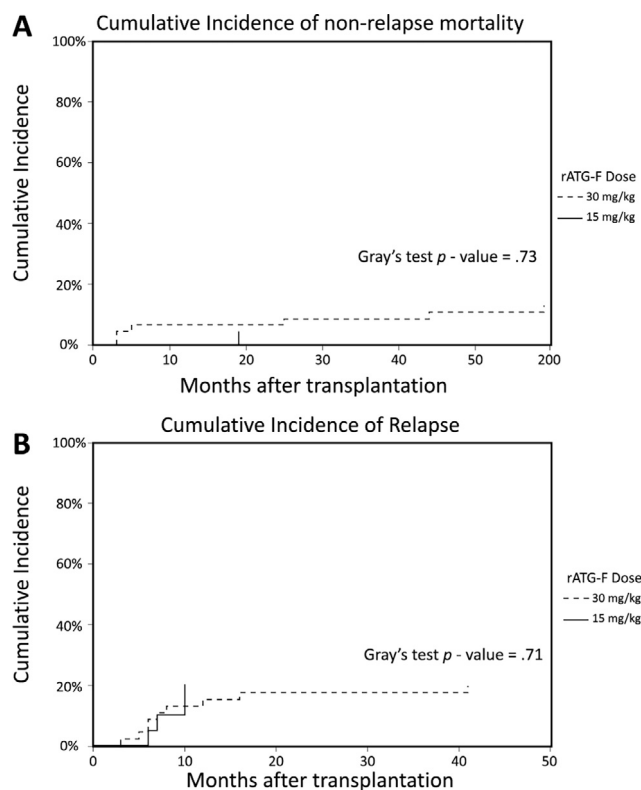 A
Cumulative Incidence of non-relapse mortality
100%
80%
60%
40%
20%
0%
Cumulative Incidence
0 10 20 30 40 50 200
Months after transplantation
Gray's test p - value = .73
rATG-F Dose
30 mg/kg
15 mg/kg
B
Cumulative Incidence of Relapse
100%
80%
60%
40%
20%
0%
Cumulative Incidence
0 10 20 30 40 50
Months after transplantation
Gray's test p - value = .71
rATG-F Dose
30 mg/kg
15 mg/kg